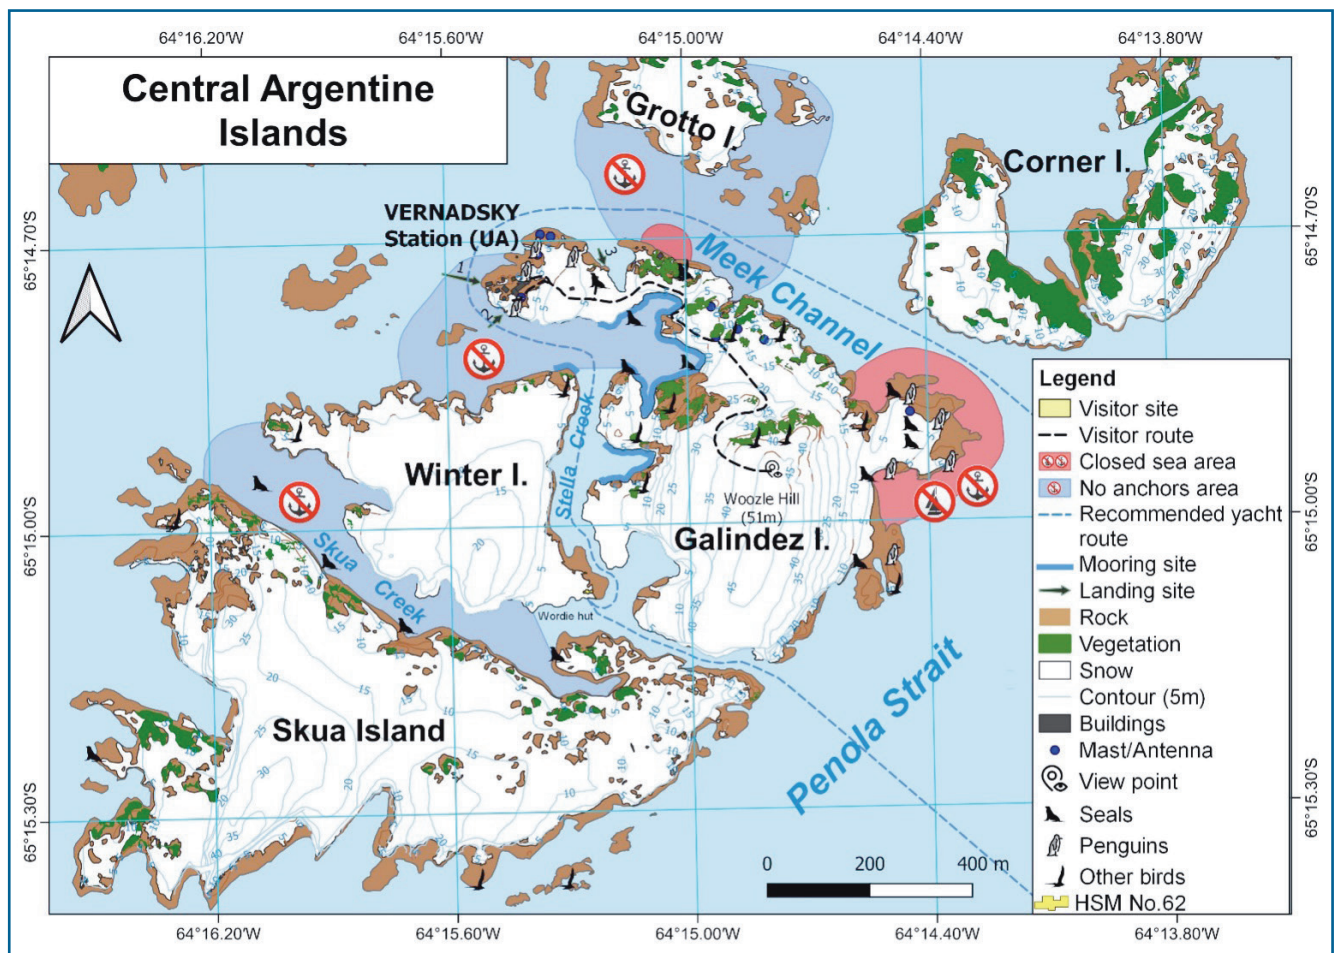 64°16.20'W 64°15.60'W 64°15.00'W 64°14.40'W 64°13.80'W
Central Argentine
Islands
Grotto I.
Corner I.
VERNADSKY
Station (UA)
65°14.70'S
65°14.70'S
1
2
3
Meek Channel
Winter I.
Stella Creek
Woozle Hill
(51m)
Galindez I.
65°15.00'S
65°15.00'S
Skua Creek
Wordie hut
Skua Island
Penola Strait
65°15.30'S
65°15.30'S
Legend
Visitor site
Visitor route
Closed sea area
No anchors area
Recommended yacht
route
Mooring site
Landing site
Rock
Vegetation
Snow
Contour (5m)
Buildings
Mast/Antenna
View point
Seals
Penguins
Other birds
HSM No.62
0 200 400 m
64°16.20'W 64°15.60'W 64°15.00'W 64°14.40'W 64°13.80'W